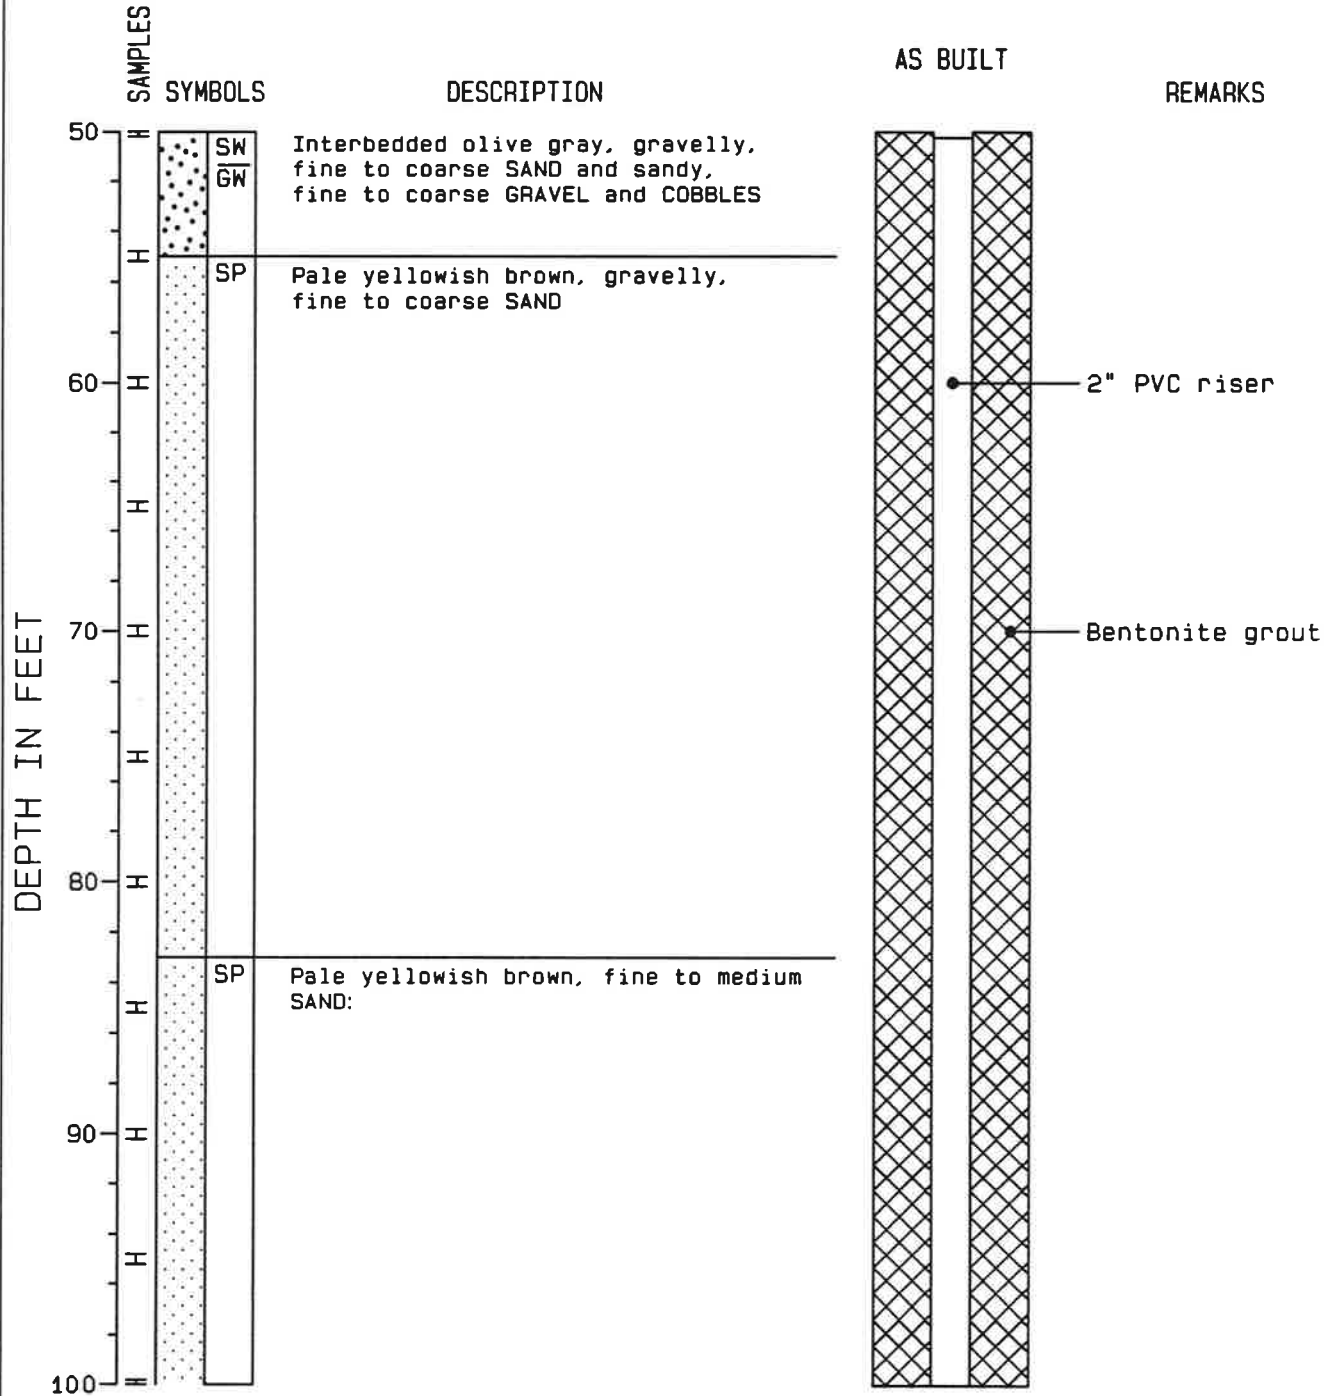 SAMPLES
SYMBOLS
DESCRIPTION
AS BUILT
REMARKS
DEPTH IN FEET
50
SW
GW
Interbedded olive gray, gravelly,
fine to coarse SAND and sandy,
fine to coarse GRAVEL and COBBLES
SP
Pale yellowish brown, gravelly,
fine to coarse SAND
60
2" PVC riser
70
Bentonite grout
80
SP
Pale yellowish brown, fine to medium
SAND:
90
100